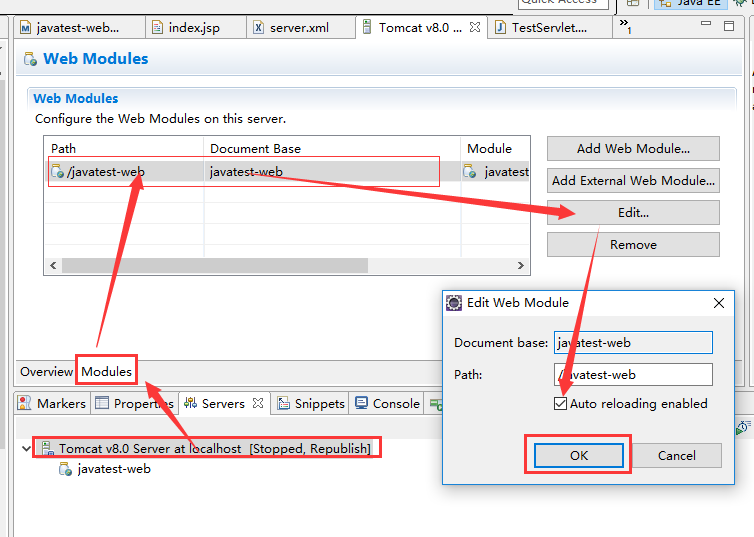 Quick Access
Java EE
javatest-web...
index.jsp
server.xml
Tomcat v8.0 ...
TestServlet....
»1
Web Modules
Web Modules
Configure the Web Modules on this server.
Path Document Base Module
/javatest-web javatest-web javatest
Add Web Module...
Add External Web Module...
Edit...
Remove
Edit Web Module
Document base: javatest-web
Path: /javatest-web
Auto reloading enabled
OK Cancel
Overview Modules
Markers Properties Servers Snippets Console
Tomcat v8.0 Server at localhost [Stopped, Republish]
javatest-web